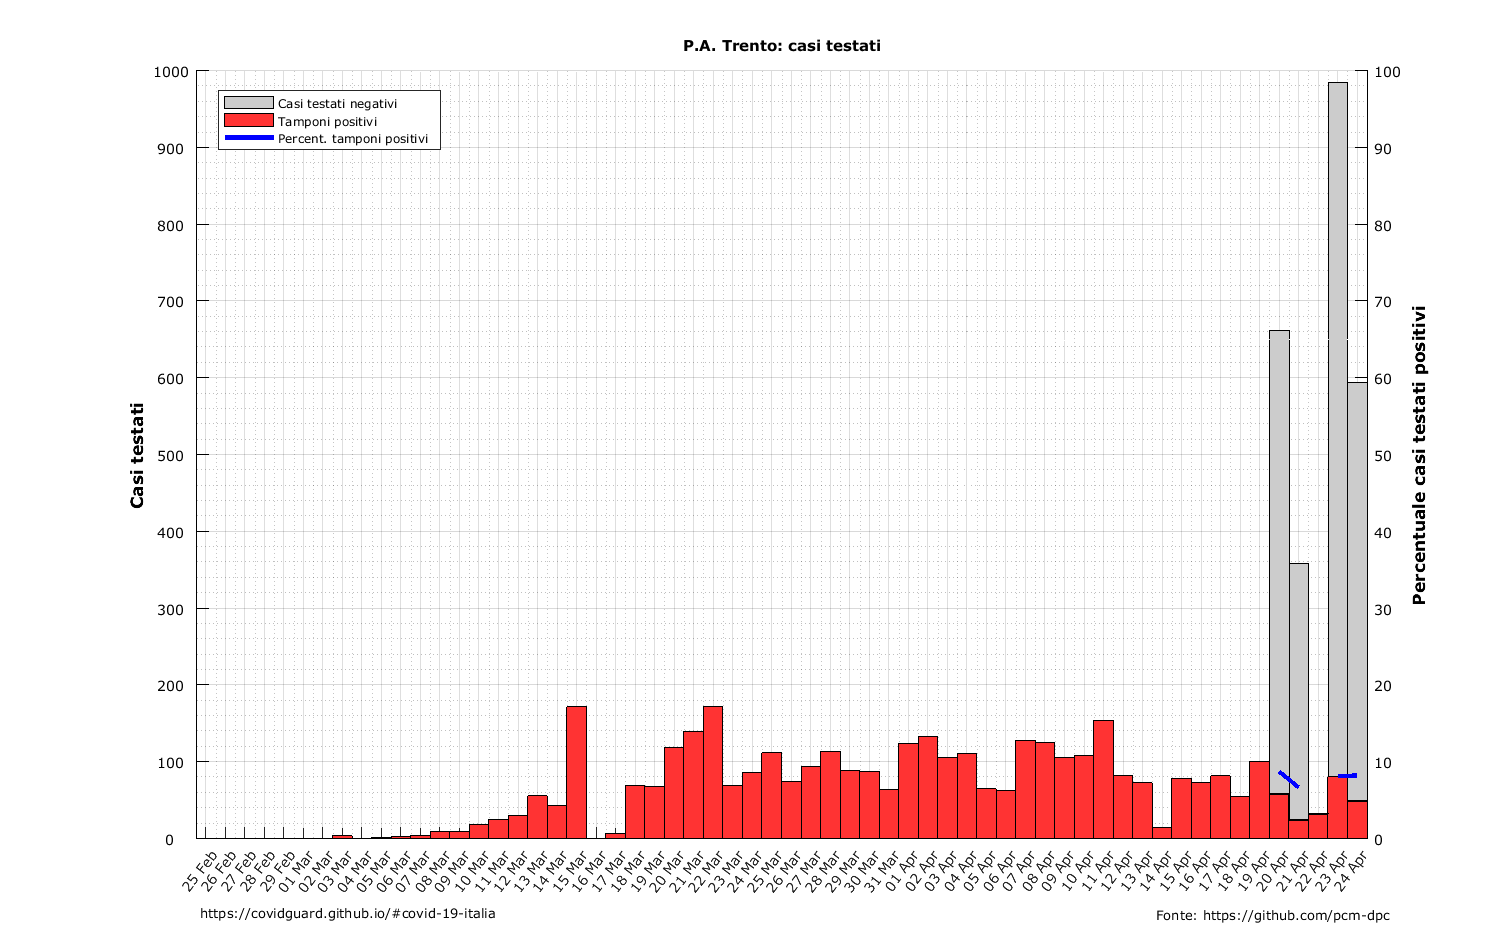 P.A. Trento: casi testati
Casi testati negativi
Tamponi positivi
Percent. tamponi positivi
Casi testati
1000
900
800
700
600
500
400
300
200
100
0
100
90
80
70
60
50
40
30
20
10
0
Percentuale casi testati positivi
25 Feb
26 Feb
27 Feb
28 Feb
29 Feb
01 Mar
02 Mar
03 Mar
04 Mar
05 Mar
06 Mar
07 Mar
08 Mar
09 Mar
10 Mar
11 Mar
12 Mar
13 Mar
14 Mar
15 Mar
16 Mar
17 Mar
18 Mar
19 Mar
20 Mar
21 Mar
22 Mar
23 Mar
24 Mar
25 Mar
26 Mar
27 Mar
28 Mar
29 Mar
30 Mar
31 Mar
01 Apr
02 Apr
03 Apr
04 Apr
05 Apr
06 Apr
07 Apr
08 Apr
09 Apr
10 Apr
11 Apr
12 Apr
13 Apr
14 Apr
15 Apr
16 Apr
17 Apr
18 Apr
19 Apr
20 Apr
21 Apr
22 Apr
23 Apr
24 Apr
https://covidguard.github.io/#covid-19-italia
Fonte: https://github.com/pcm-dpc